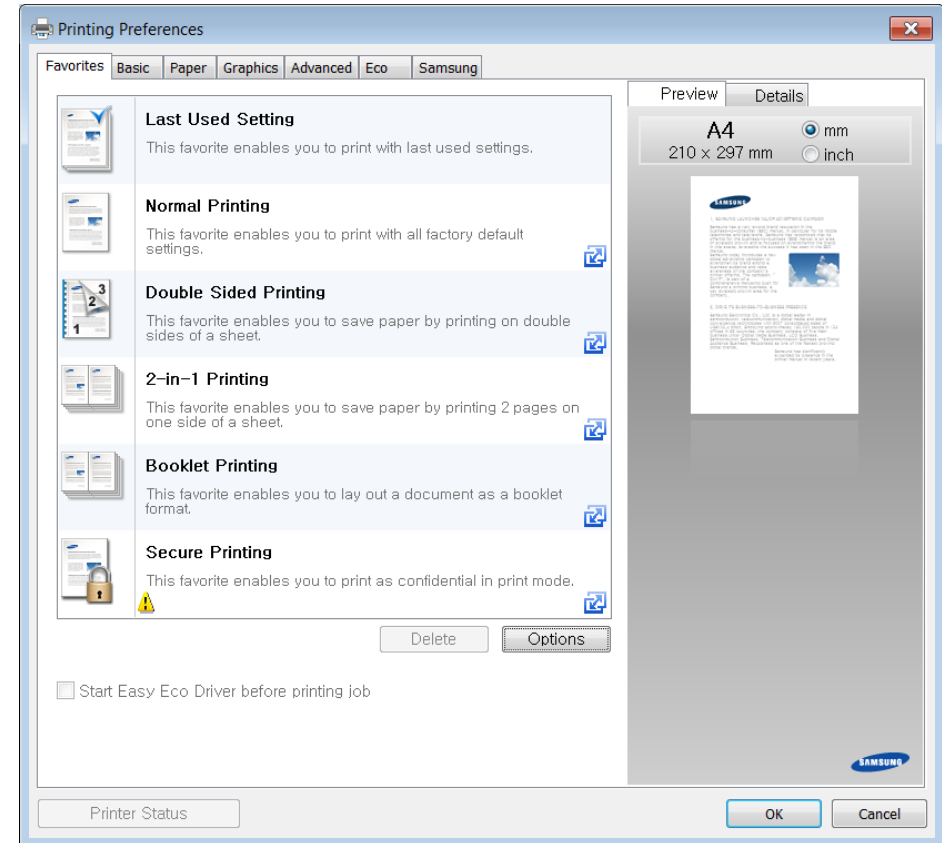 Printing Preferences
Favorites Basic Paper Graphics Advanced Eco Samsung
Last Used Setting
This favorite enables you to print with last used settings.
Normal Printing
This favorite enables you to print with all factory default
settings.
Double Sided Printing
This favorite enables you to save paper by printing on double
sides of a sheet.
2-in-1 Printing
This favorite enables you to save paper by printing 2 pages on
one side of a sheet.
Booklet Printing
This favorite enables you to lay out a document as a booklet
format.
Secure Printing
This favorite enables you to print as confidential in print mode.
Delete Options
Start Easy Eco Driver before printing job
Preview Details
A4
210 × 297 mm
mm
inch
SAMSUNG
SAMSUNG
Printer Status
OK Cancel